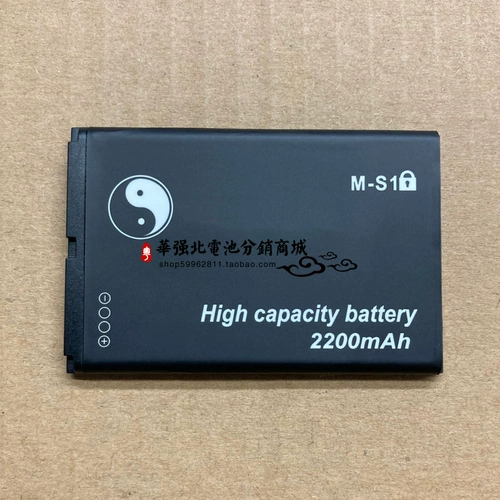 M-S1
華强北電池分銷商城
shop59962811.taobao.com
High capacity battery
2200mAh